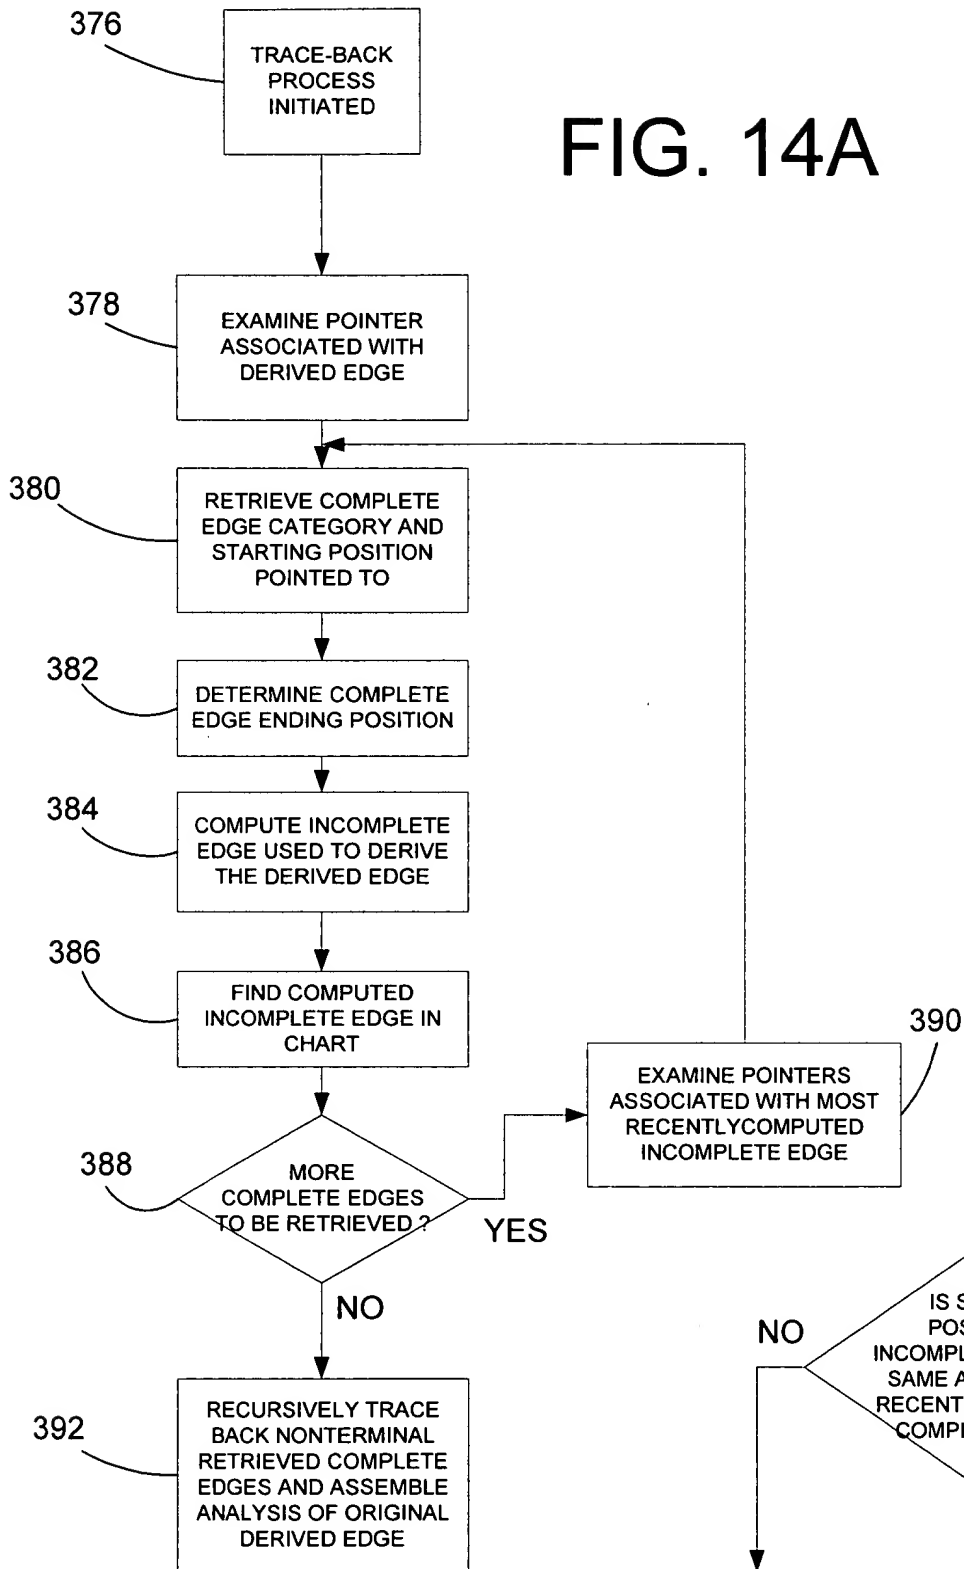 376
TRACE-BACK
PROCESS
INITIATED
FIG. 14A
378
EXAMINE POINTER
ASSOCIATED WITH
DERIVED EDGE
380
RETRIEVE COMPLETE
EDGE CATEGORY AND
STARTING POSITION
POINTED TO
382
DETERMINE COMPLETE
EDGE ENDING POSITION
384
COMPUTE INCOMPLETE
EDGE USED TO DERIVE
THE DERIVED EDGE
386
FIND COMPUTED
INCOMPLETE EDGE IN
CHART
390
EXAMINE POINTERS
ASSOCIATED WITH MOST
RECENTLYCOMPUTED
INCOMPLETE EDGE
388
MORE
COMPLETE EDGES
TO BE RETRIEVED ?
YES
NO
392
RECURSIVELY TRACE
BACK NONTERMINAL
RETRIEVED COMPLETE
EDGES AND ASSEMBLE
ANALYSIS OF ORIGINAL
DERIVED EDGE
NO
IS
SAME